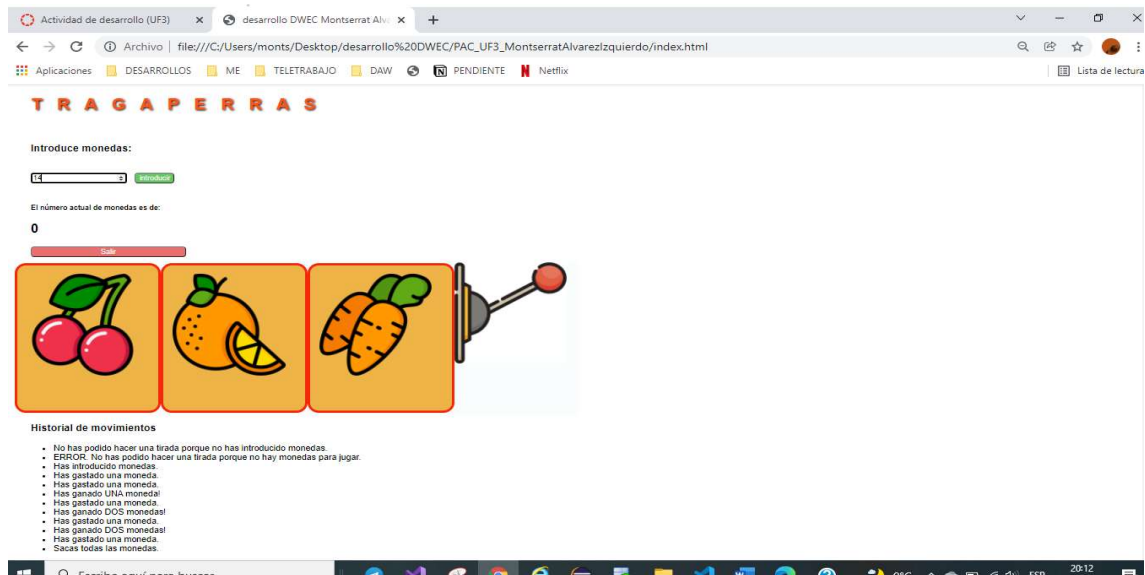 Actividad de desarrollo (UF3) desarrollo DWEC Montserrat Alv
Archivo file:///C:/Users/monts/Desktop/desarrollo%20DWEC/PAC_UF3_MontserratAlvarezIzquierdo/index.html
Aplicaciones DESARROLLOS ME TELETRABAJO DAW PENDIENTE Netflix Lista de lectura
TRAGAPERRAS
Introduce monedas:
14 introducir
El número actual de monedas es de:
0
Salir
Historial de movimientos
No has podido hacer una tirada porque no has introducido monedas.
ERROR. No has podido hacer una tirada porque no hay monedas para jugar.
Has introducido monedas.
Has gastado una moneda.
Has gastado una moneda.
Has ganado UNA moneda!
Has gastado una moneda.
Has ganado DOS monedas!
Has gastado una moneda.
Has ganado DOS monedas!
Has gastado una moneda.
Sacas todas las monedas.
Escribe aquí para buscar 0°C ESP 20:12